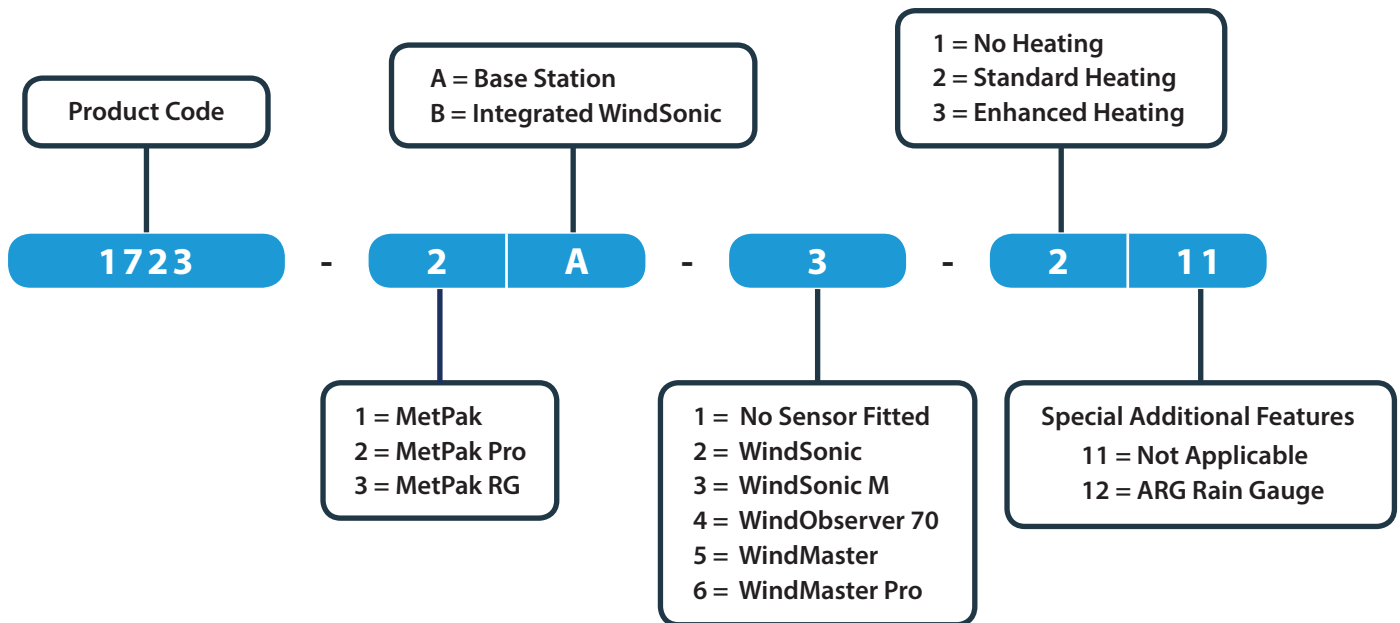 1 = No Heating
2 = Standard Heating
3 = Enhanced Heating
A = Base Station
B = Integrated WindSonic
Product Code
1723 - 2 A - 3 - 2 11
1 = MetPak
2 = MetPak Pro
3 = MetPak RG
1 = No Sensor Fitted
2 = WindSonic
3 = WindSonic M
4 = WindObserver 70
5 = WindMaster
6 = WindMaster Pro
Special Additional Features
11 = Not Applicable
12 = ARG Rain Gauge